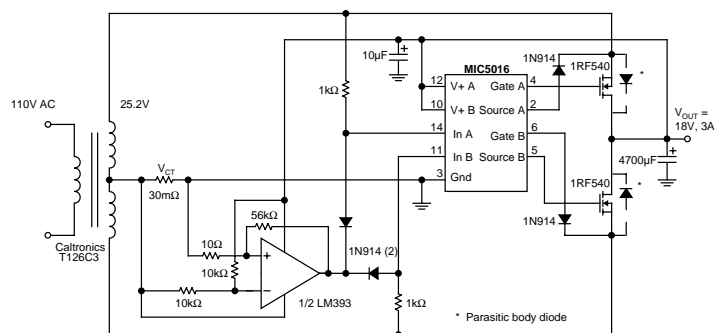 110V AC
25.2V
Caltronics
T126C3
VCT
30mΩ
1kΩ
10µF
+
MIC5016
12 V+ A Gate A 4
10 V+ B Source A 2
14 In A Gate B 6
11 In B Source B 5
3 Gnd
1N914
1RF540
*
VOUT =
18V, 3A
+
4700µF
1RF540
*
1N914
56kΩ
10Ω
10kΩ
10kΩ
+
–
1N914 (2)
1/2 LM393
1kΩ
* Parasitic body diode